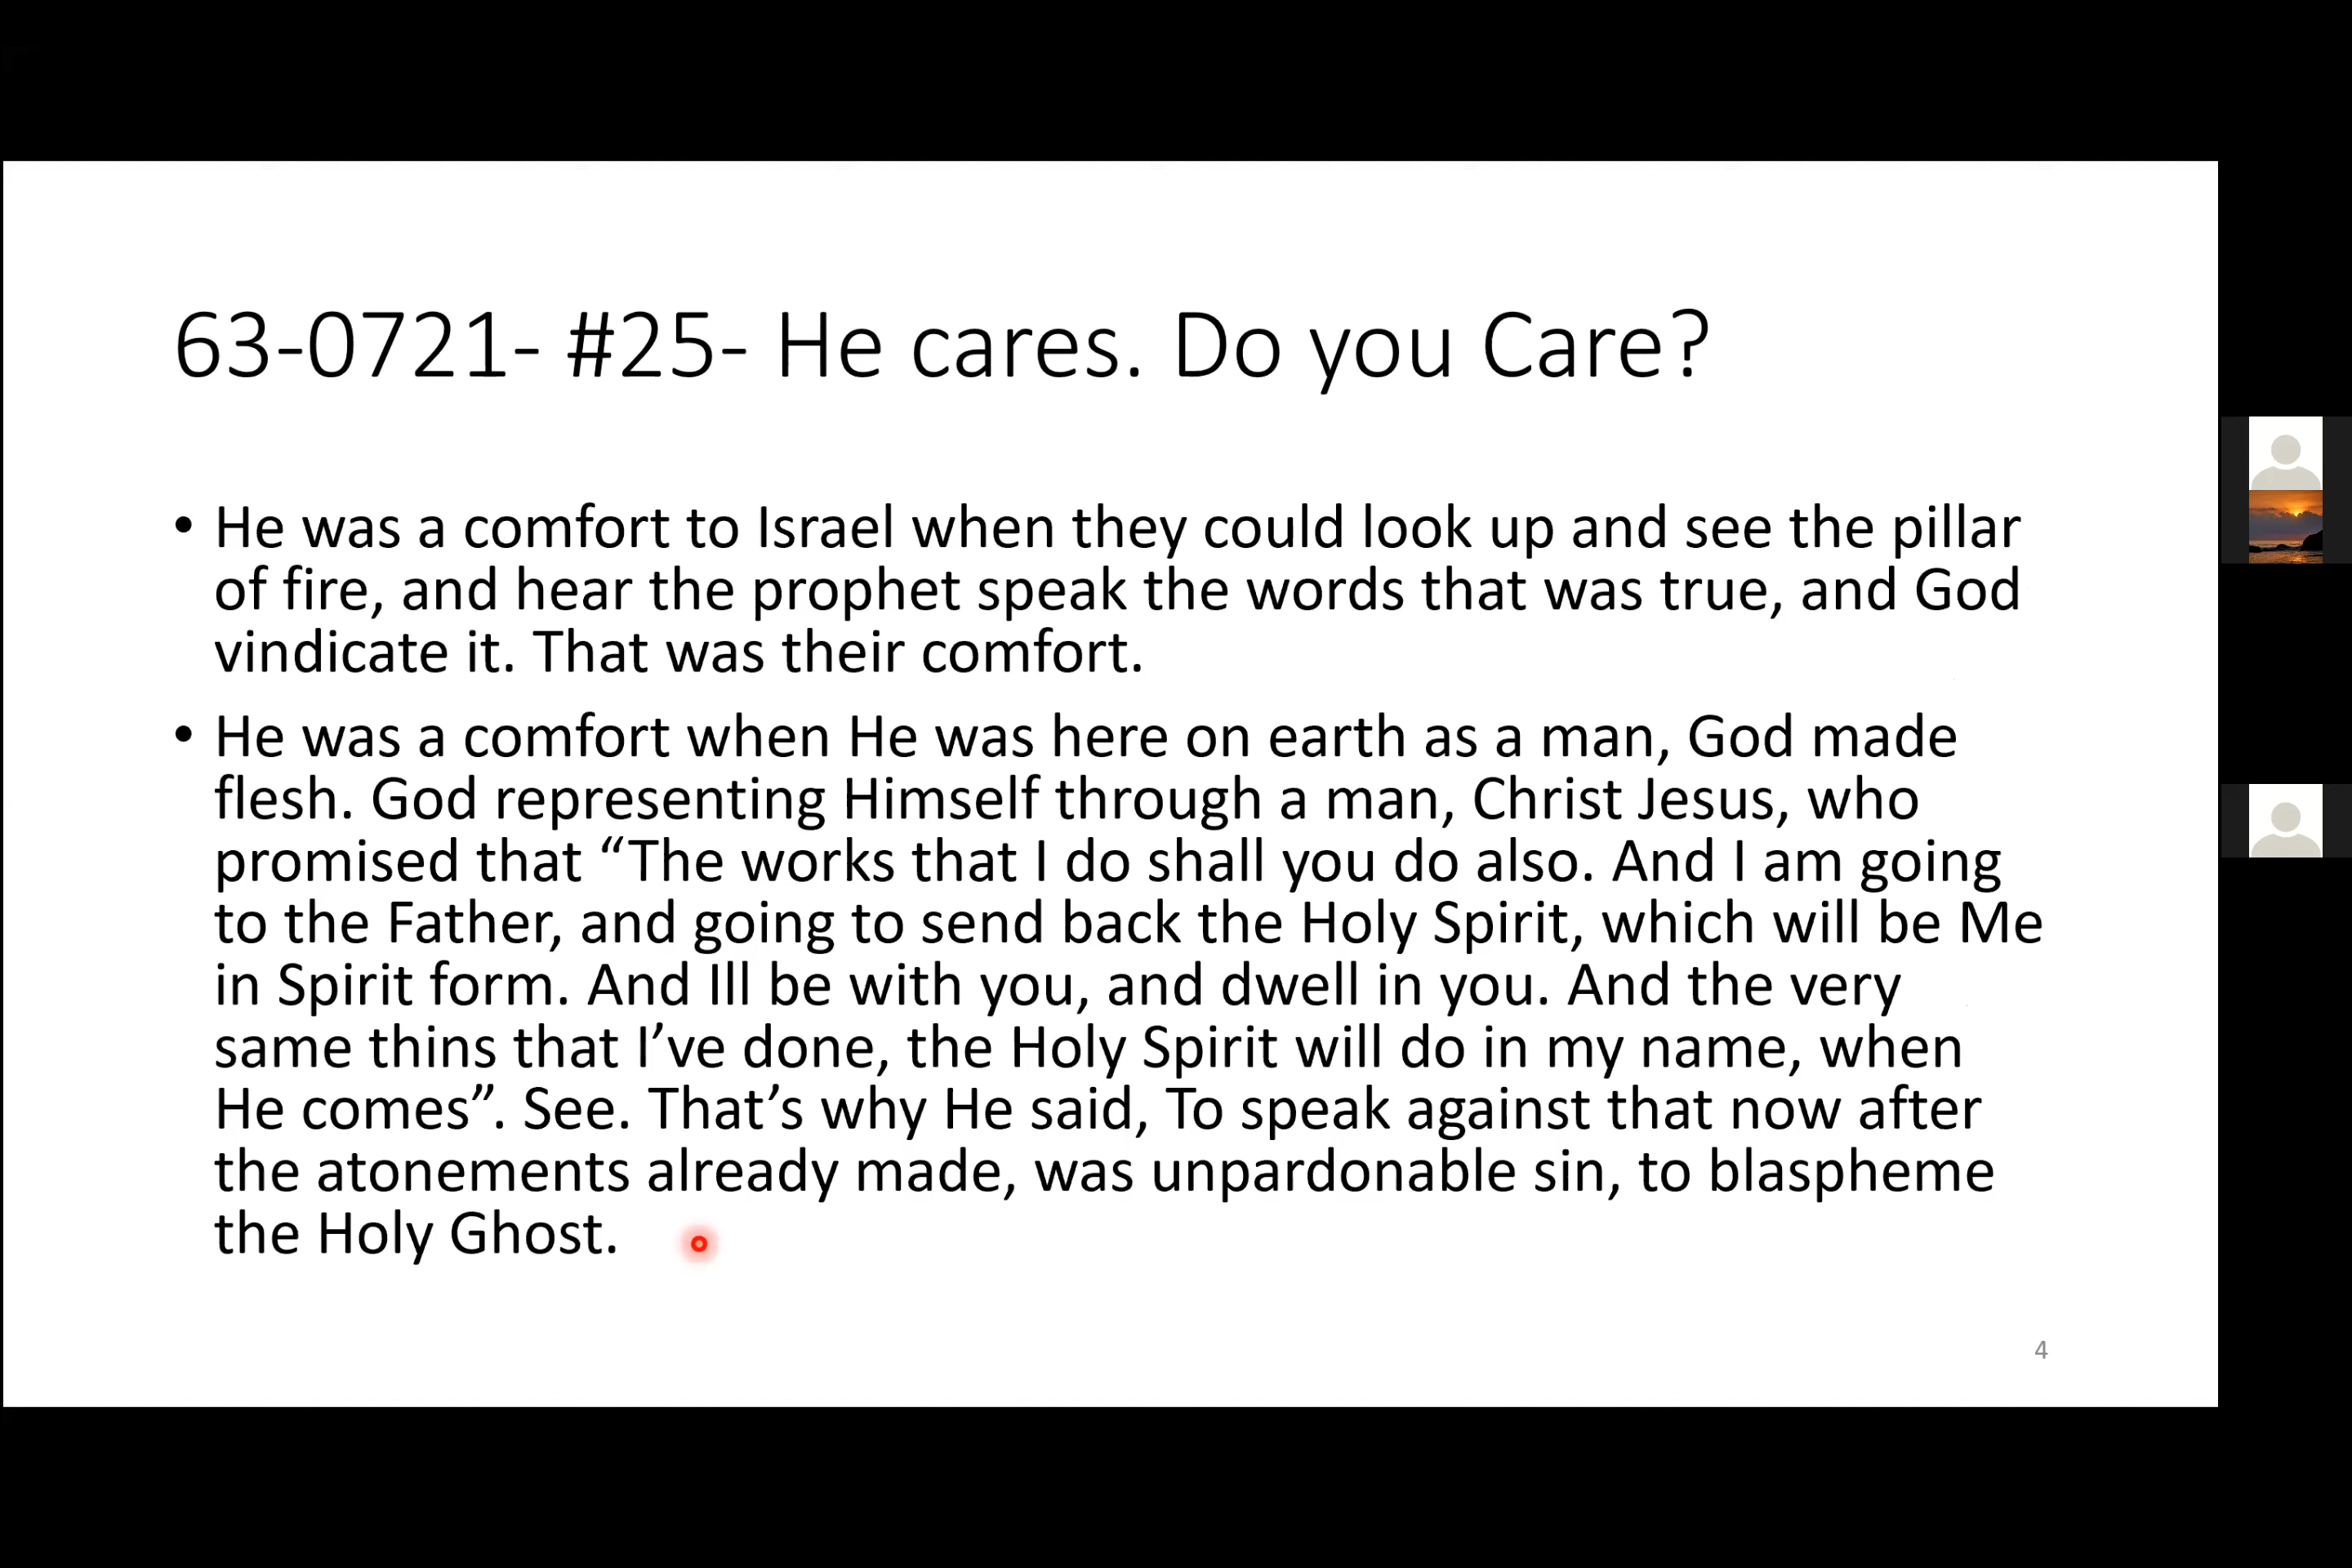 63-0721- #25- He cares. Do you Care?
• He was a comfort to Israel when they could look up and see the pillar
of fire, and hear the prophet speak the words that was true, and God
vindicate it. That was their comfort.
• He was a comfort when He was here on earth as a man, God made
flesh. God representing Himself through a man, Christ Jesus, who
promised that “The works that I do shall you do also. And I am going
to the Father, and going to send back the Holy Spirit, which will be Me
in Spirit form. And Ill be with you, and dwell in you. And the very
same thins that I’ve done, the Holy Spirit will do in my name, when
He comes”. See. That’s why He said, To speak against that now after
the atonements already made, was unpardonable sin, to blaspheme
the Holy Ghost.
4